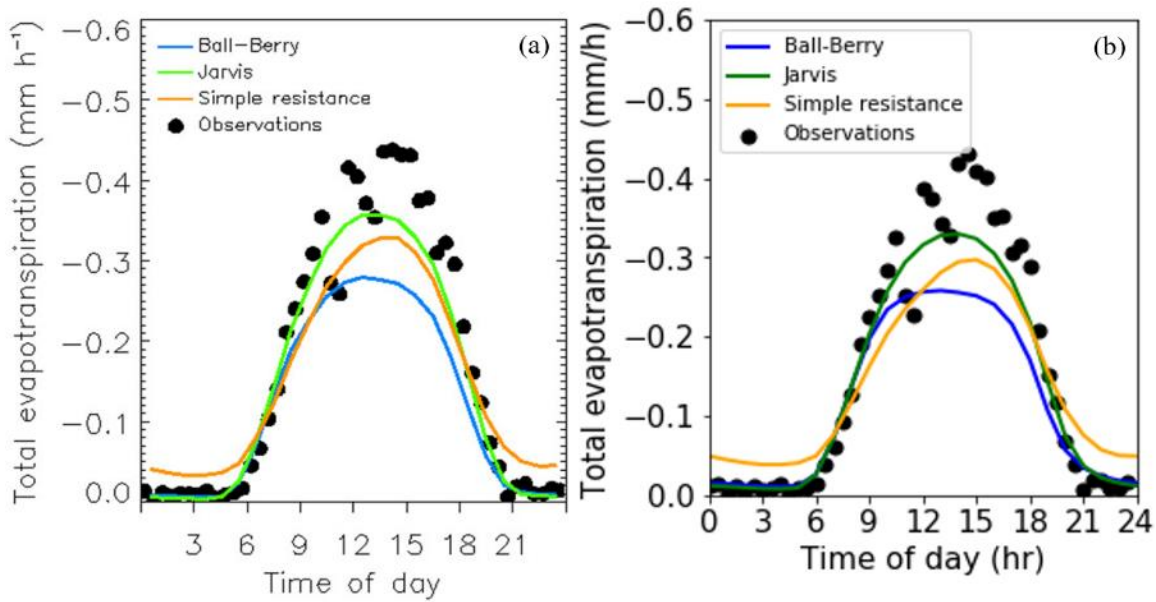 (a)
Ball-Berry
Jarvis
Simple resistance
Observations
Total evapotranspiration (mm h⁻¹)
-0.6
-0.5
-0.4
-0.3
-0.2
-0.1
0.0
3 6 9 12 15 18 21
Time of day
(b)
Ball-Berry
Jarvis
Simple resistance
Observations
Total evapotranspiration (mm/h)
−0.6
−0.5
−0.4
−0.3
−0.2
−0.1
0.0
0 3 6 9 12 15 18 21 24
Time of day (hr)